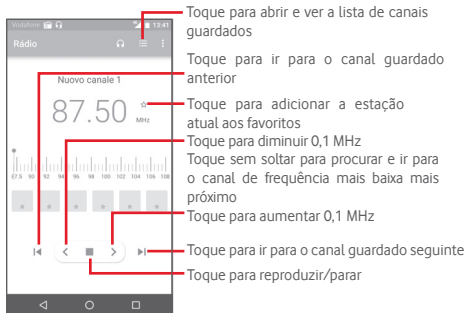 Vodafone 13:41
Rádio
Nuovo canale 1
87.50
MHz
87.5 90 92 94 96 98 100 102 104 106 108
Toque para abrir e ver a lista de canais
guardados
Toque para ir para o canal guardado
anterior
Toque para adicionar a estação
atual aos favoritos
Toque para diminuir 0,1 MHz
Toque sem soltar para procurar e ir para
o canal de frequência mais baixa mais
próximo
Toque para aumentar 0,1 MHz
Toque para ir para o canal guardado seguinte
Toque para reproduzir/parar